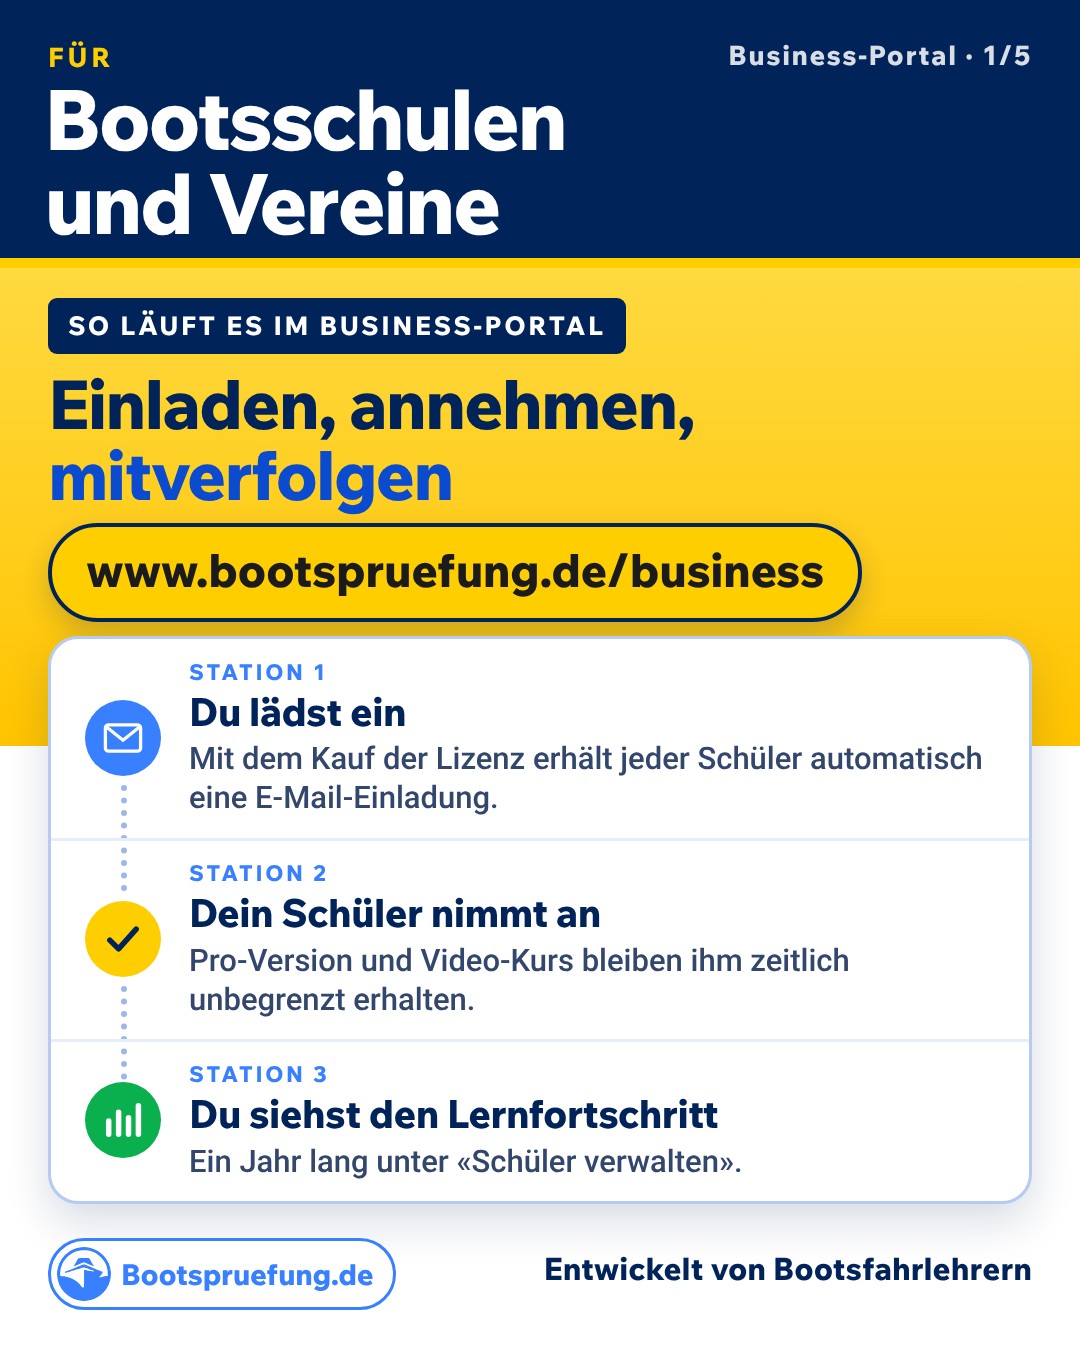 FÜR
Business-Portal · 1/5
Bootsschulen
und Vereine
SO LÄUFT ES IM BUSINESS-PORTAL
Einladen, annehmen,
mitverfolgen
www.bootspruefung.de/business
STATION 1
Du lädst ein
Mit dem Kauf der Lizenz erhält jeder Schüler automatisch
eine E-Mail-Einladung.
STATION 2
Dein Schüler nimmt an
Pro-Version und Video-Kurs bleiben ihm zeitlich
unbegrenzt erhalten.
STATION 3
Du siehst den Lernfortschritt
Ein Jahr lang unter «Schüler verwalten».
Bootspruefung.de
Entwickelt von Bootsfahrlehrern